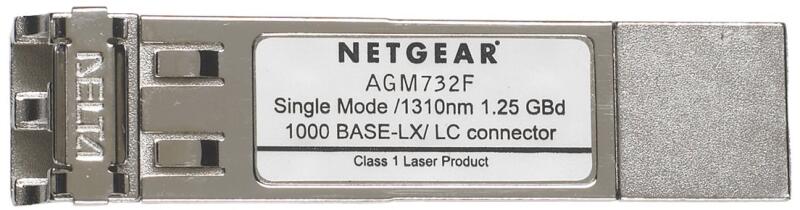 NETGEAR®
AGM732F
Single Mode /1310nm 1.25 GBd
1000 BASE-LX/ LC connector
Class 1 Laser Product
DELTA